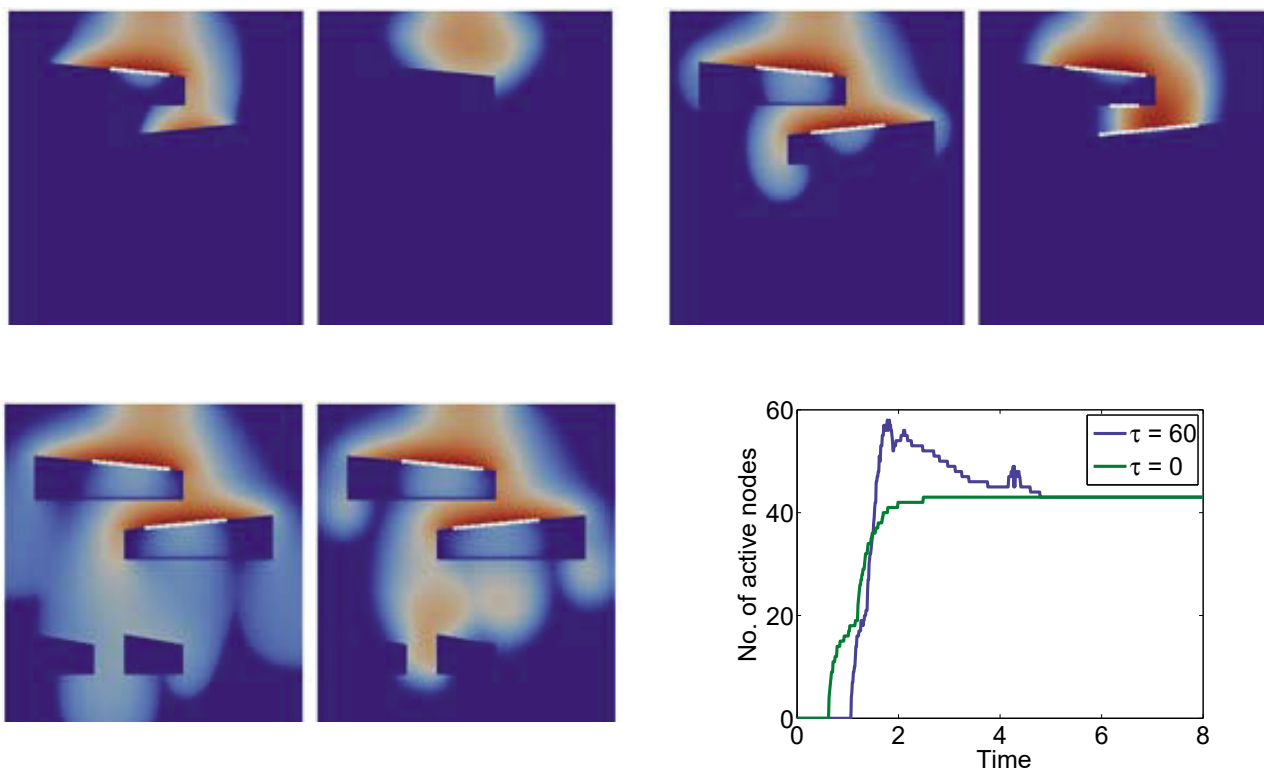 60
40
20
0
No. of active nodes
τ = 60
τ = 0
0 2 4 6 8
Time